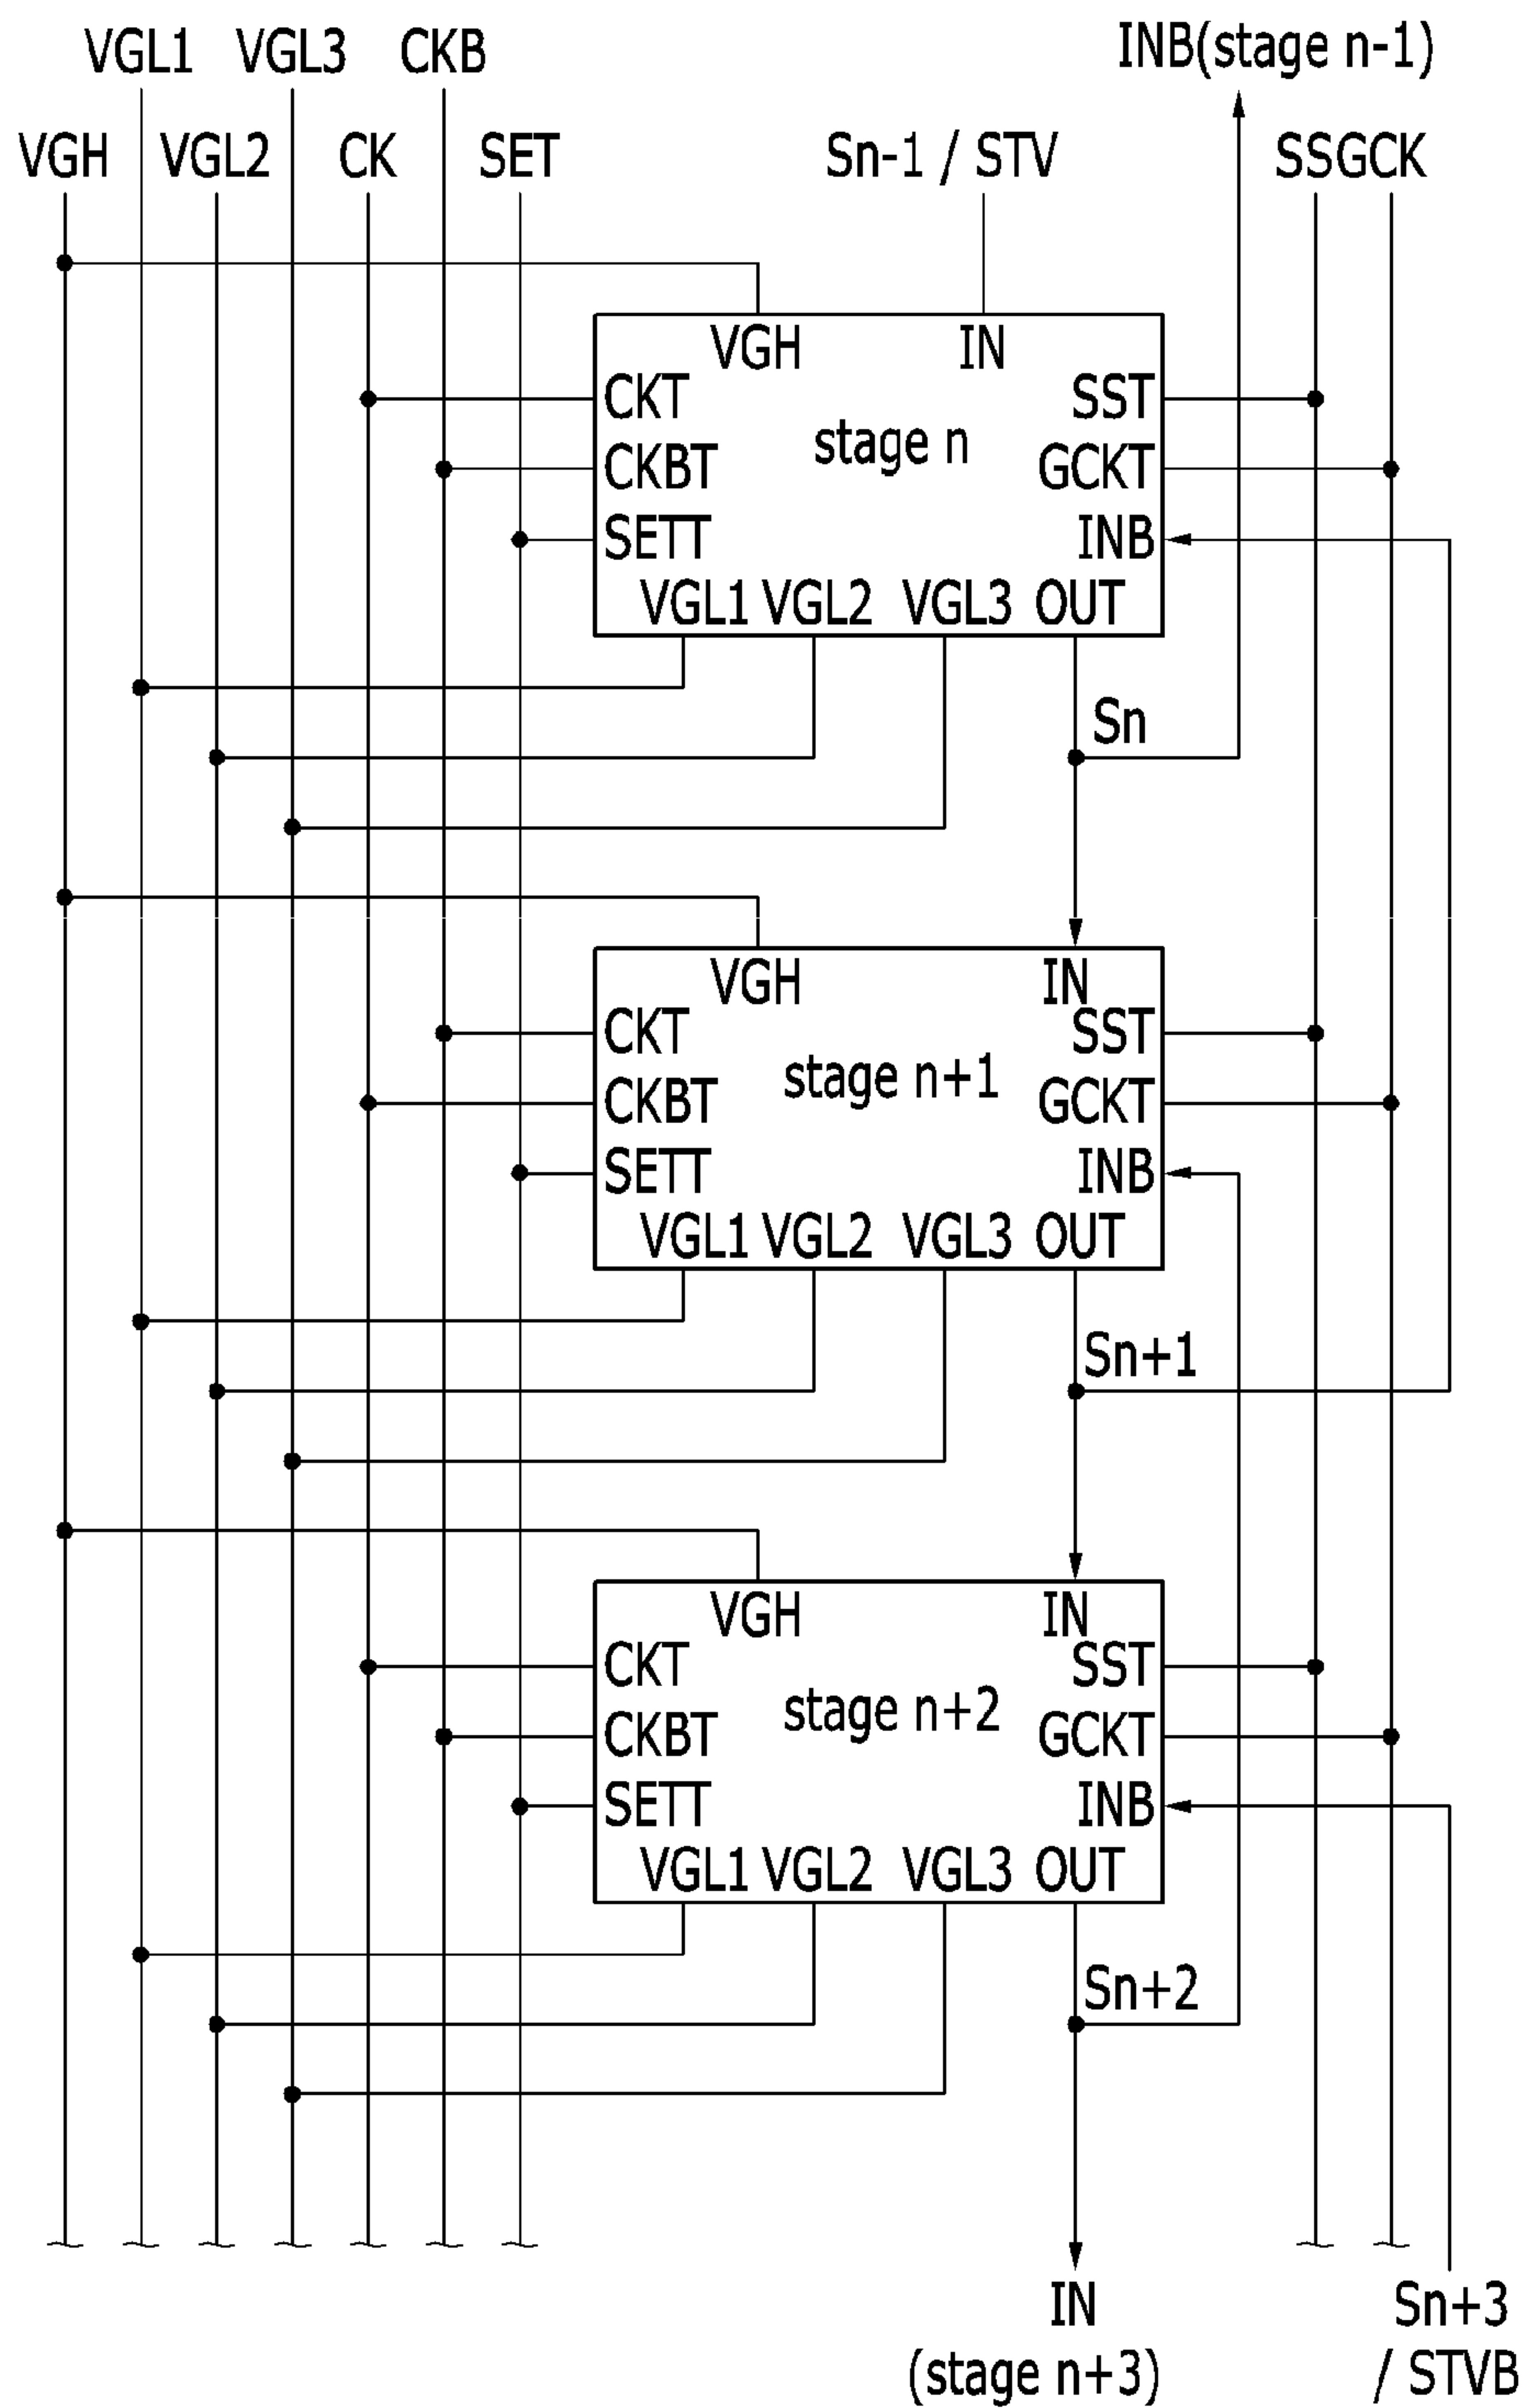 VGL1 VGL3 CKB INB(stage n-1)
VGH VGL2 CK SET Sn-1 / STV SSGCK
VGH IN
CKT SST
stage n
CKBT GCKT
SETT INB
VGL1 VGL2 VGL3 OUT
Sn
VGH IN
CKT SST
stage n+1
CKBT GCKT
SETT INB
VGL1 VGL2 VGL3 OUT
Sn+1
VGH IN
CKT SST
stage n+2
CKBT GCKT
SETT INB
VGL1 VGL2 VGL3 OUT
Sn+2
IN Sn+3
(stage n+3) / STVB